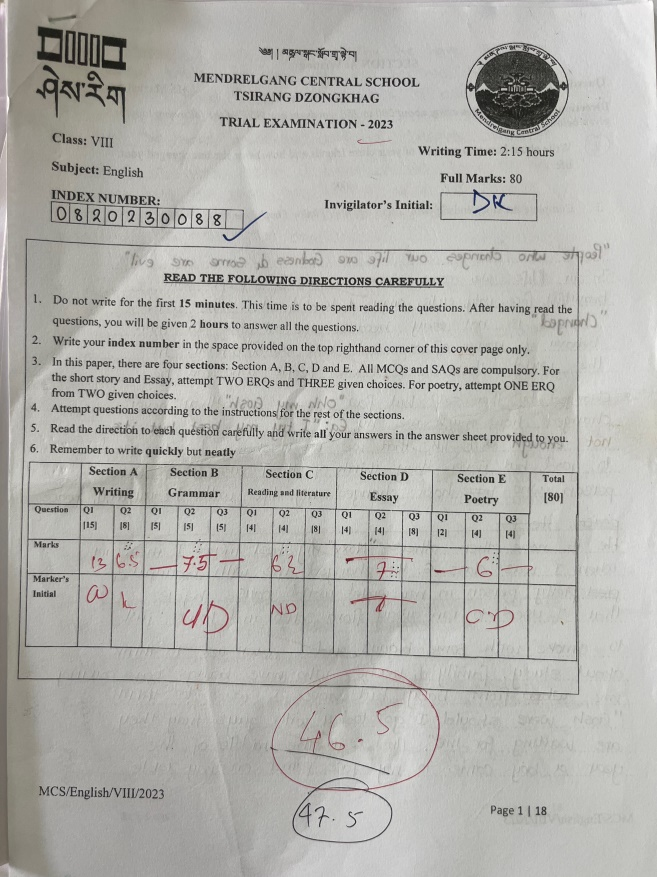 ཤེས་རིག
༄༅། །མནྡལ་སྒང་སློབ་གྲྭ་སྡེ་བ།
MENDRELGANG CENTRAL SCHOOL
TSIRANG DZONGKHAG
TRIAL EXAMINATION - 2023
Mendrelgang Central School
Class: VIII
Writing Time: 2:15 hours
Subject: English
Full Marks: 80
INDEX NUMBER:
0820230088
Invigilator's Initial: DK
READ THE FOLLOWING DIRECTIONS CAREFULLY
1. Do not write for the first 15 minutes. This time is to be spent reading the questions. After having read the
questions, you will be given 2 hours to answer all the questions.
2. Write your index number in the space provided on the top righthand corner of this cover page only.
3. In this paper, there are four sections: Section A, B, C, D and E. All MCQs and SAQs are compulsory. For
the short story and Essay, attempt TWO ERQs and THREE given choices. For poetry, attempt ONE ERQ
from TWO given choices.
4. Attempt questions according to the instructions for the rest of the sections.
5. Read the direction to each question carefully and write all your answers in the answer sheet provided to you.
6. Remember to write quickly but neatly
Section A Section B Section C Section D Section E Total
Writing Grammar Reading and literature Essay Poetry [80]
Question Q1 Q2 Q1 Q2 Q3 Q1 Q2 Q3 Q1 Q2 Q3 Q1 Q2 Q3
[15] [8] [5] [5] [5] [4] [4] [8] [4] [4] [8] [2] [4] [4]
Marks 13 6.5 7.5 6½ 7 6
Marker's
Initial UD ND CD
46.5
47.5
MCS/English/VIII/2023
Page 1 | 18